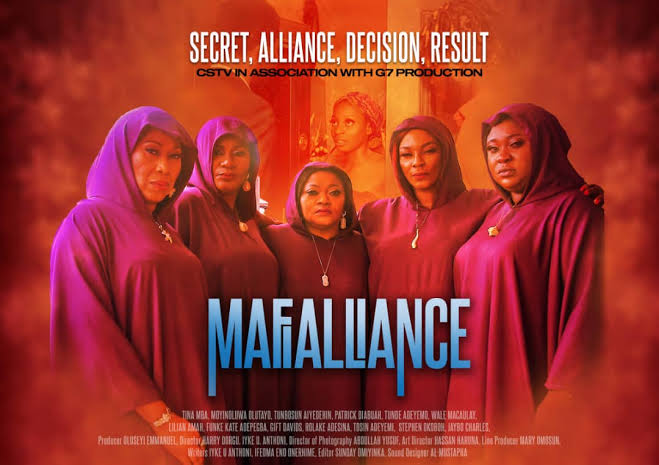 SECRET, ALLIANCE, DECISION, RESULT
CSTV IN ASSOCIATION WITH G7 PRODUCTION
MAFIALLIANCE
TINA MBA, MOYINOLUWA OLUTAYO, TUNBOSUN AIYEDEHIN, PATRICK DIABUAH, TUNDE ADEYEMO, WALE MACAULAY,
LILIAN AMAH, FUNKE KATE ADEPEGBA, GIFT DAVIDS, ROLAKE ADESINA, TOSIN ADEYEMI, STEPHEN OKOBOH, JAYBO CHARLES,
Producer OLUSEYI EMMANUEL, Director HARRY DORGU, IYKE O. ANTHONI, Director of Photography ABDULLAH YUSUF, Art Director HASSAN HARUNA, Line Producer MARY OMOSUN,
Writers IYKE U ANTHONI, IFEOMA ENO ONERHIME, Editor SUNDAY OMIYINKA, Sound Designer AL-MUSTAPHA